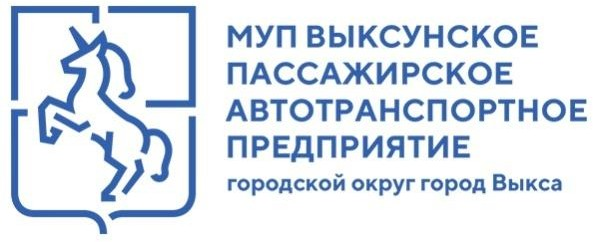 МУП ВЫКСУНСКОЕ
ПАССАЖИРСКОЕ
АВТОТРАНСПОРТНОЕ
ПРЕДПРИЯТИЕ
городской округ город Выкса